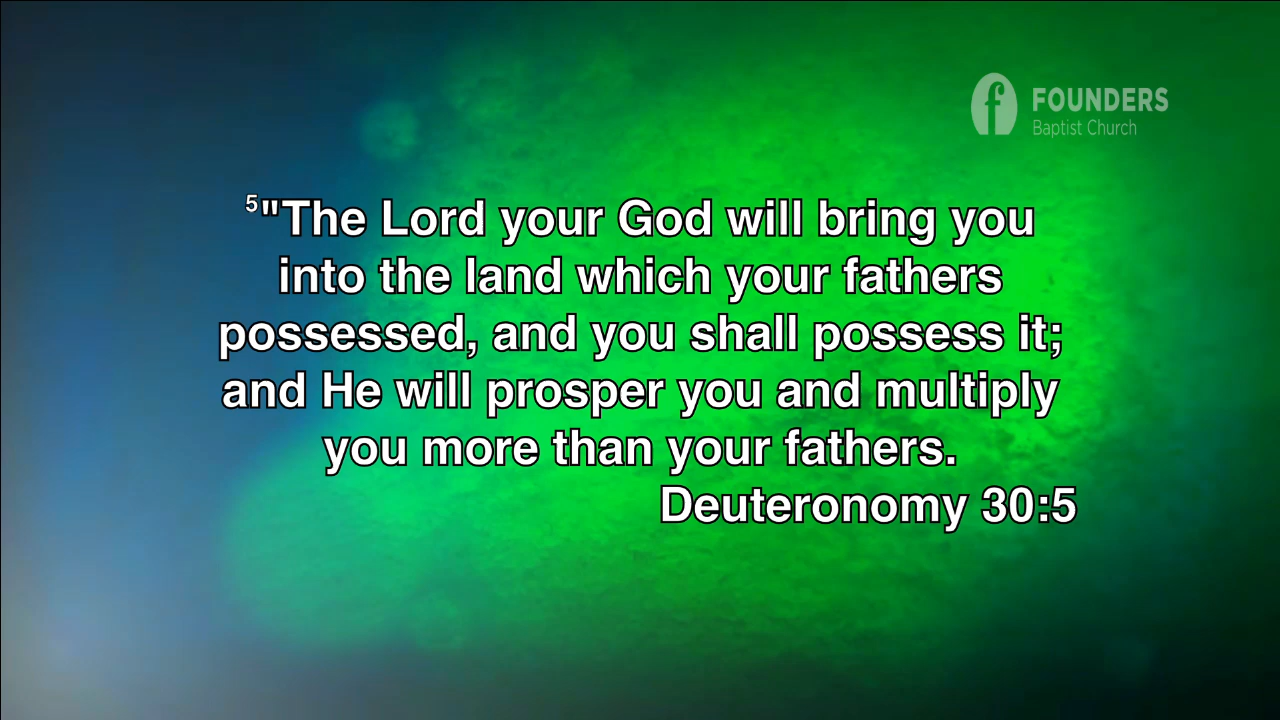 FOUNDERS
Baptist Church
5"The Lord your God will bring you
into the land which your fathers
possessed, and you shall possess it;
and He will prosper you and multiply
you more than your fathers.
Deuteronomy 30:5